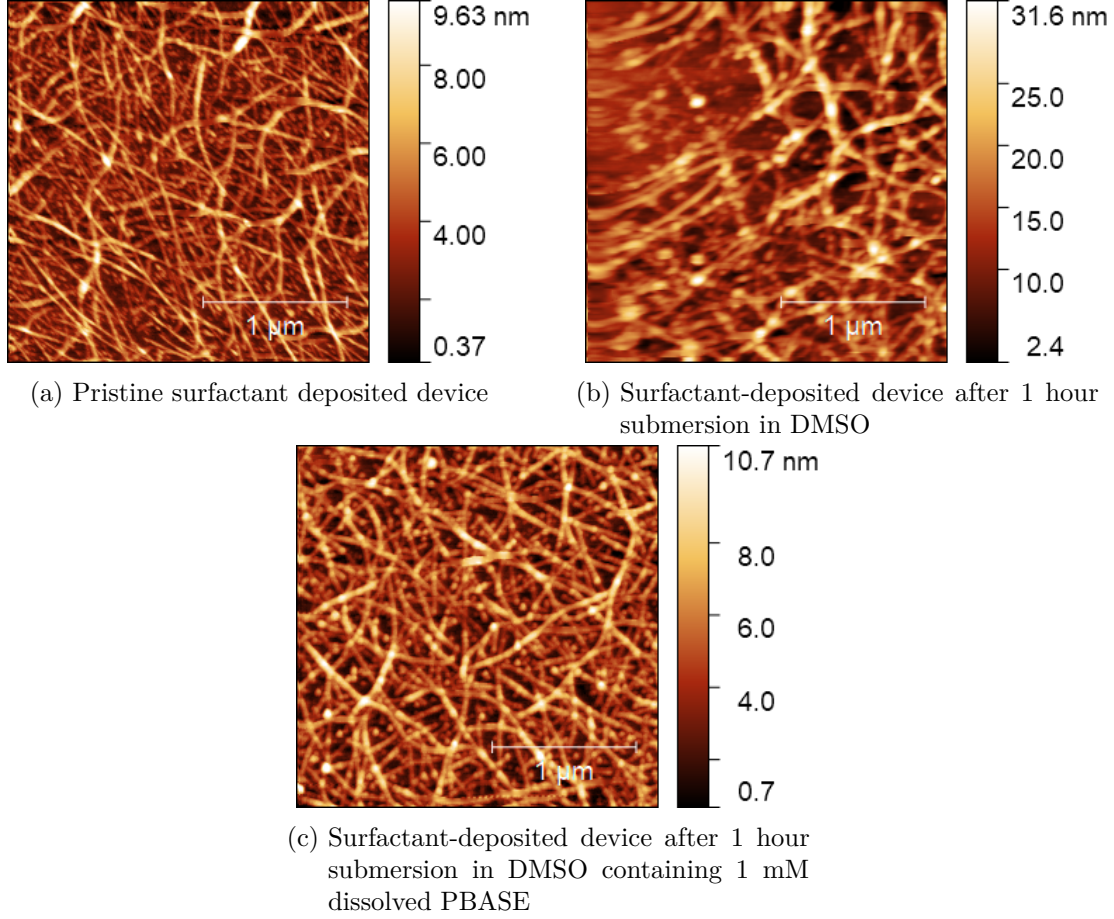 9.63 nm
8.00
6.00
4.00
0.37
1 μm
31.6 nm
25.0
20.0
15.0
10.0
2.4
1 μm
(a) Pristine surfactant deposited device
(b) Surfactant-deposited device after 1 hour
submersion in DMSO
10.7 nm
8.0
6.0
4.0
0.7
1 μm
(c) Surfactant-deposited device after 1 hour
submersion in DMSO containing 1 mM
dissolved PBASE